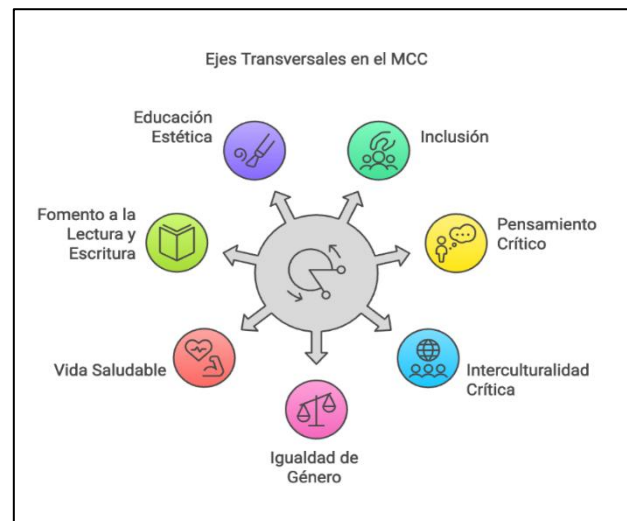 Ejes Transversales en el MCC
Educación
Estética
Inclusión
Fomento a la
Lectura y
Escritura
Pensamiento
Crítico
Vida Saludable
Interculturalidad
Crítica
Igualdad de
Género